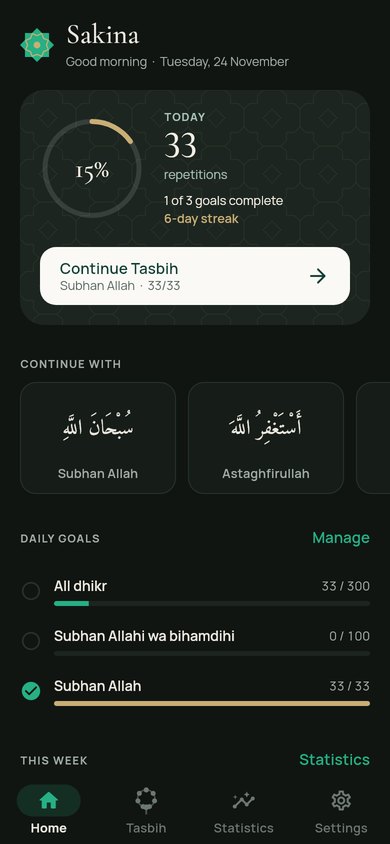 Sakina
Good morning · Tuesday, 24 November
15%
TODAY
33
repetitions
1 of 3 goals complete
6-day streak
Continue Tasbih
Subhan Allah · 33/33
CONTINUE WITH
سُبْحَانَ اللَّهِ
Subhan Allah
أَسْتَغْفِرُ اللَّهَ
Astaghfirullah
DAILY GOALS
Manage
All dhikr
33 / 300
Subhan Allahi wa bihamdihi
0 / 100
Subhan Allah
33 / 33
THIS WEEK
Statistics
Home
Tasbih
Statistics
Settings